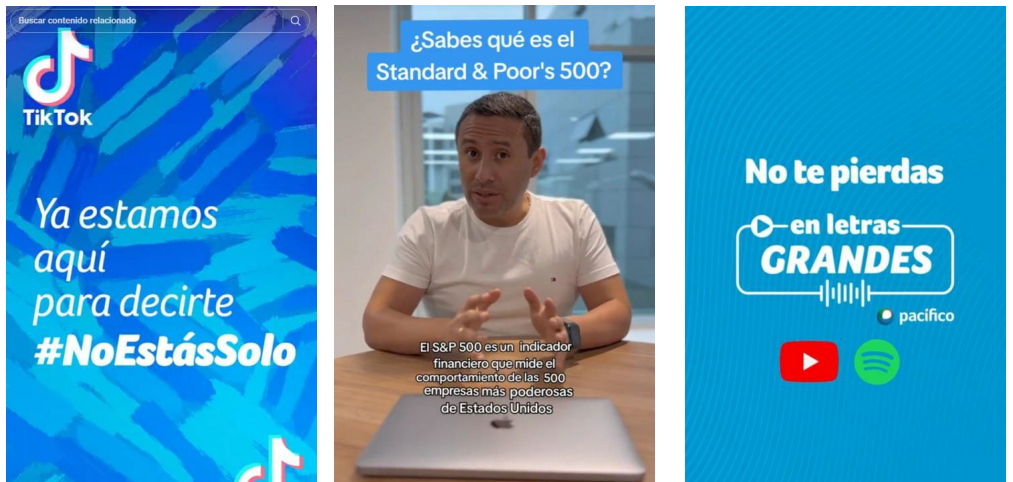 Buscar contenido relacionado
TikTok
Ya estamos
aquí
para decirte
#NoEstásSolo
¿Sabes qué es el
Standard & Poor's 500?
El S&P 500 es un indicador
financiero que mide el
comportamiento de las 500
empresas más poderosas
de Estados Unidos
No te pierdas
en letras
GRANDES
pacífico